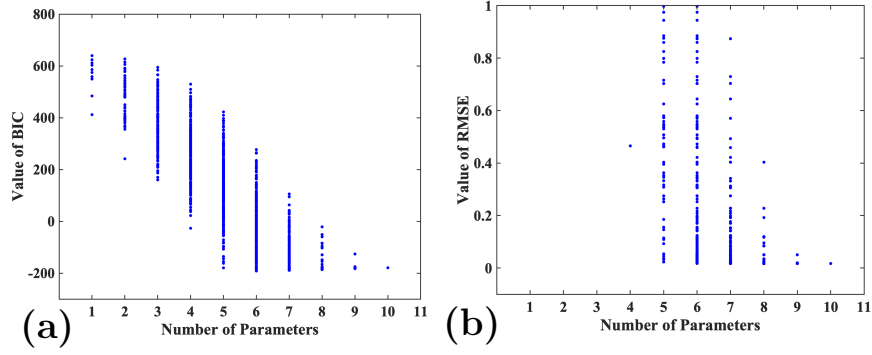 800
600
400
200
0
-200
Value of BIC
1 2 3 4 5 6 7 8 9 10 11
Number of Parameters
(a)
1
0.8
0.6
0.4
0.2
0
Value of RMSE
1 2 3 4 5 6 7 8 9 10 11
Number of Parameters
(b)